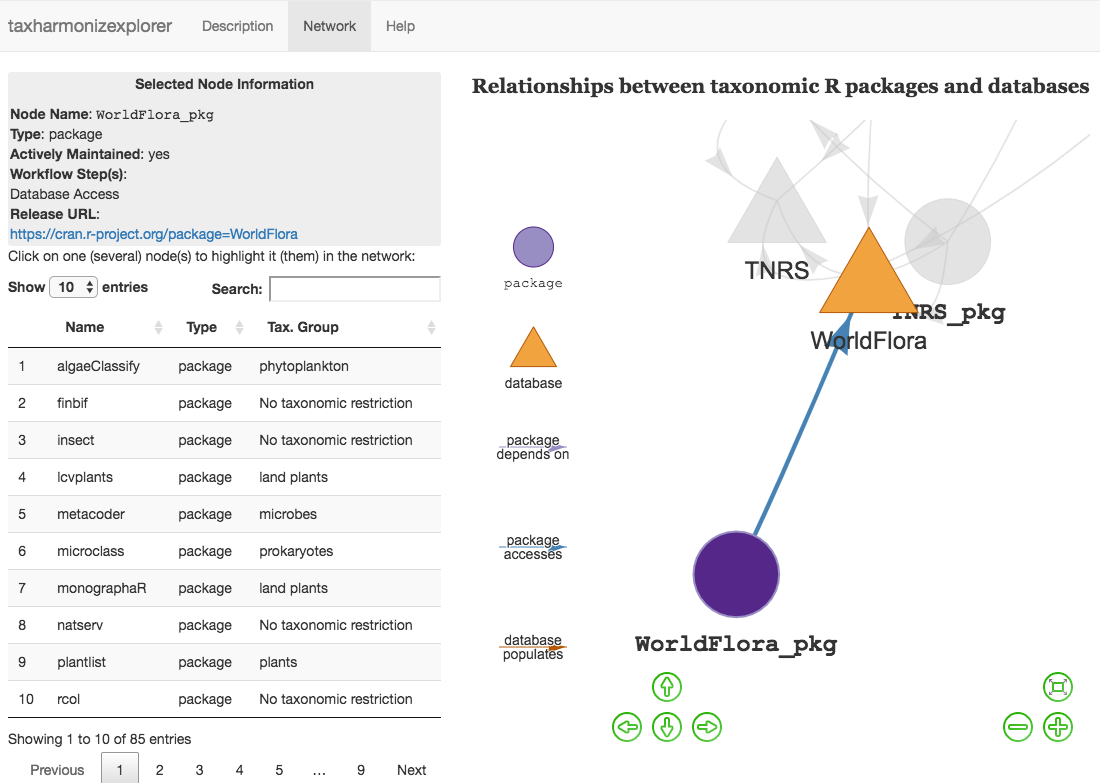 taxharmonizexplorer Description Network Help
Selected Node Information
Node Name: WorldFlora_pkg
Type: package
Actively Maintained: yes
Workflow Step(s):
Database Access
Release URL:
https://cran.r-project.org/package=WorldFlora
Click on one (several) node(s) to highlight it (them) in the network:
Show 10 entries Search:
Name Type Tax. Group
1 algaeClassify package phytoplankton
2 finbif package No taxonomic restriction
3 insect package No taxonomic restriction
4 lcvplants package land plants
5 metacoder package microbes
6 microclass package prokaryotes
7 monographaR package land plants
8 natserv package No taxonomic restriction
9 plantlist package plants
10 rcol package No taxonomic restriction
Showing 1 to 10 of 85 entries
Previous 1 2 3 4 5 ... 9 Next
Relationships between taxonomic R packages and databases
package
database
package
depends on
package
accesses
database
populates
TNRS
TNRS_pkg
WorldFlora
WorldFlora_pkg